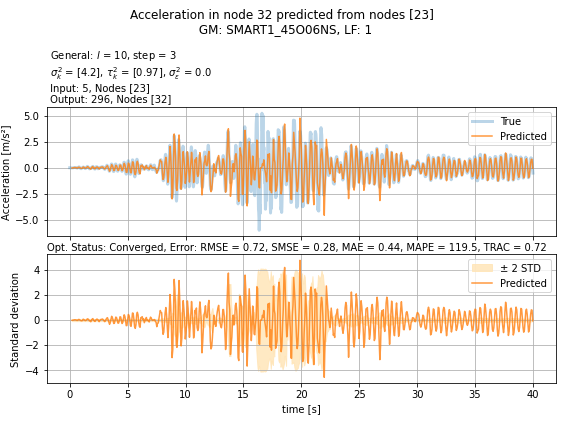 Acceleration in node 32 predicted from nodes [23]
GM: SMART1_45O06NS, LF: 1
General: l = 10, step = 3
σ²ₖ = [4.2], τ²ₖ = [0.97], σ²ε = 0.0
Input: 5, Nodes [23]
Output: 296, Nodes [32]
Acceleration [m/s²]
5.0
2.5
0.0
−2.5
−5.0
True
Predicted
Opt. Status: Converged, Error: RMSE = 0.72, SMSE = 0.28, MAE = 0.44, MAPE = 119.5, TRAC = 0.72
Standard deviation
4
2
0
−2
−4
± 2 STD
Predicted
0 5 10 15 20 25 30 35 40
time [s]